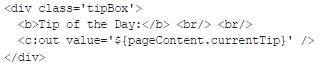 <div class='tipBox'>
<b>Tip of the Day:</b> <br/> <br/>
<c:out value='${pageContent.currentTip}' />
</div>